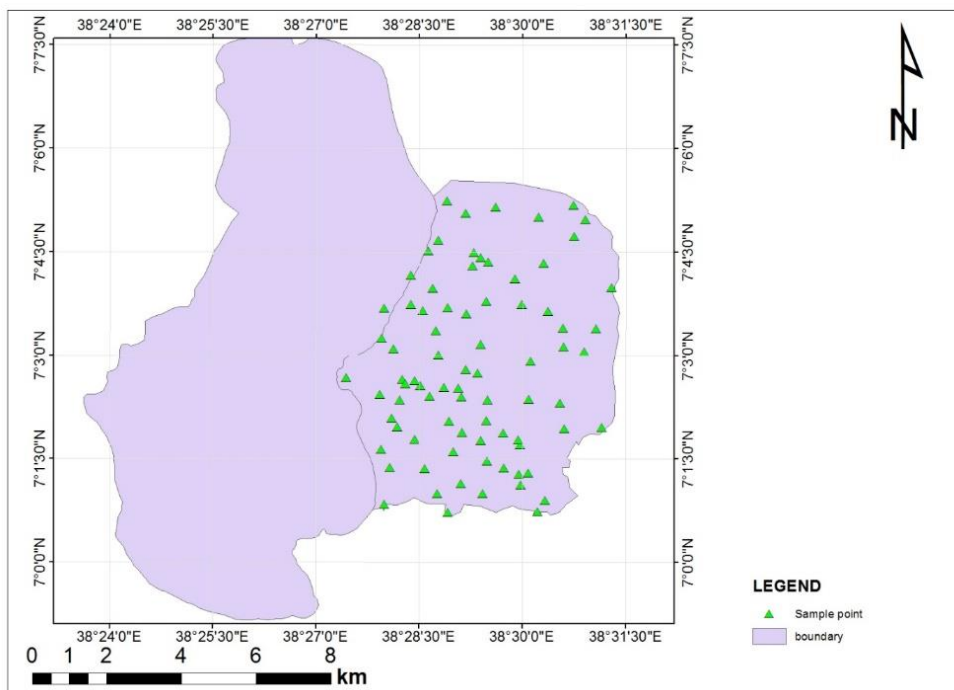 38°24'0"E 38°25'30"E 38°27'0"E 38°28'30"E 38°30'0"E 38°31'30"E
7°7'30"N 7°7'30"N
7°6'0"N 7°6'0"N
7°4'30"N 7°4'30"N
7°3'0"N 7°3'0"N
7°1'30"N 7°1'30"N
7°0'0"N 7°0'0"N
38°24'0"E 38°25'30"E 38°27'0"E 38°28'30"E 38°30'0"E 38°31'30"E
N
LEGEND
Sample point
boundary
0 1 2 4 6 8
km